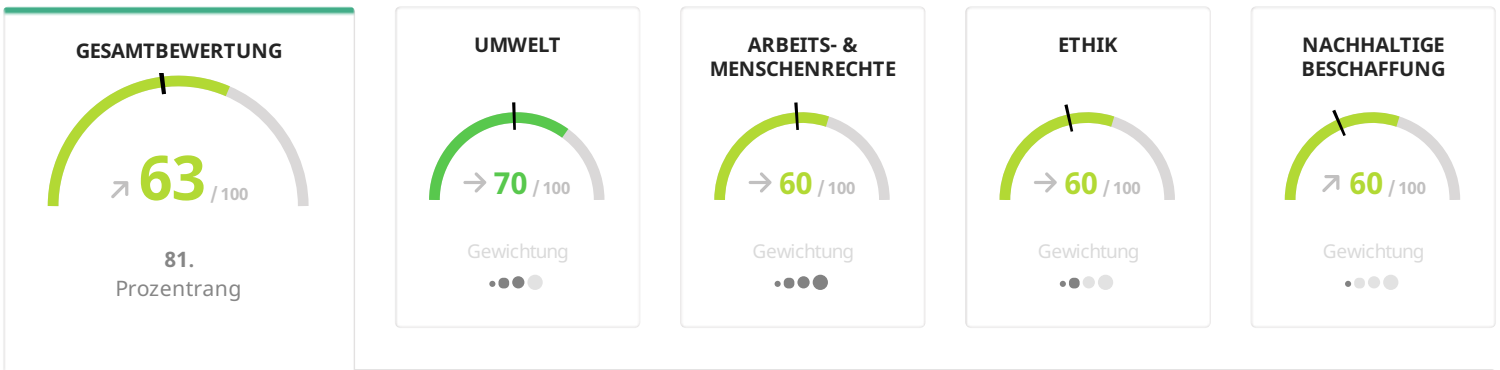 GESAMTBEWERTUNG
63 / 100
81.
Prozentrang
UMWELT
70 / 100
Gewichtung
ARBEITS- &
MENSCHENRECHTE
60 / 100
Gewichtung
ETHIK
60 / 100
Gewichtung
NACHHALTIGE
BESCHAFFUNG
60 / 100
Gewichtung